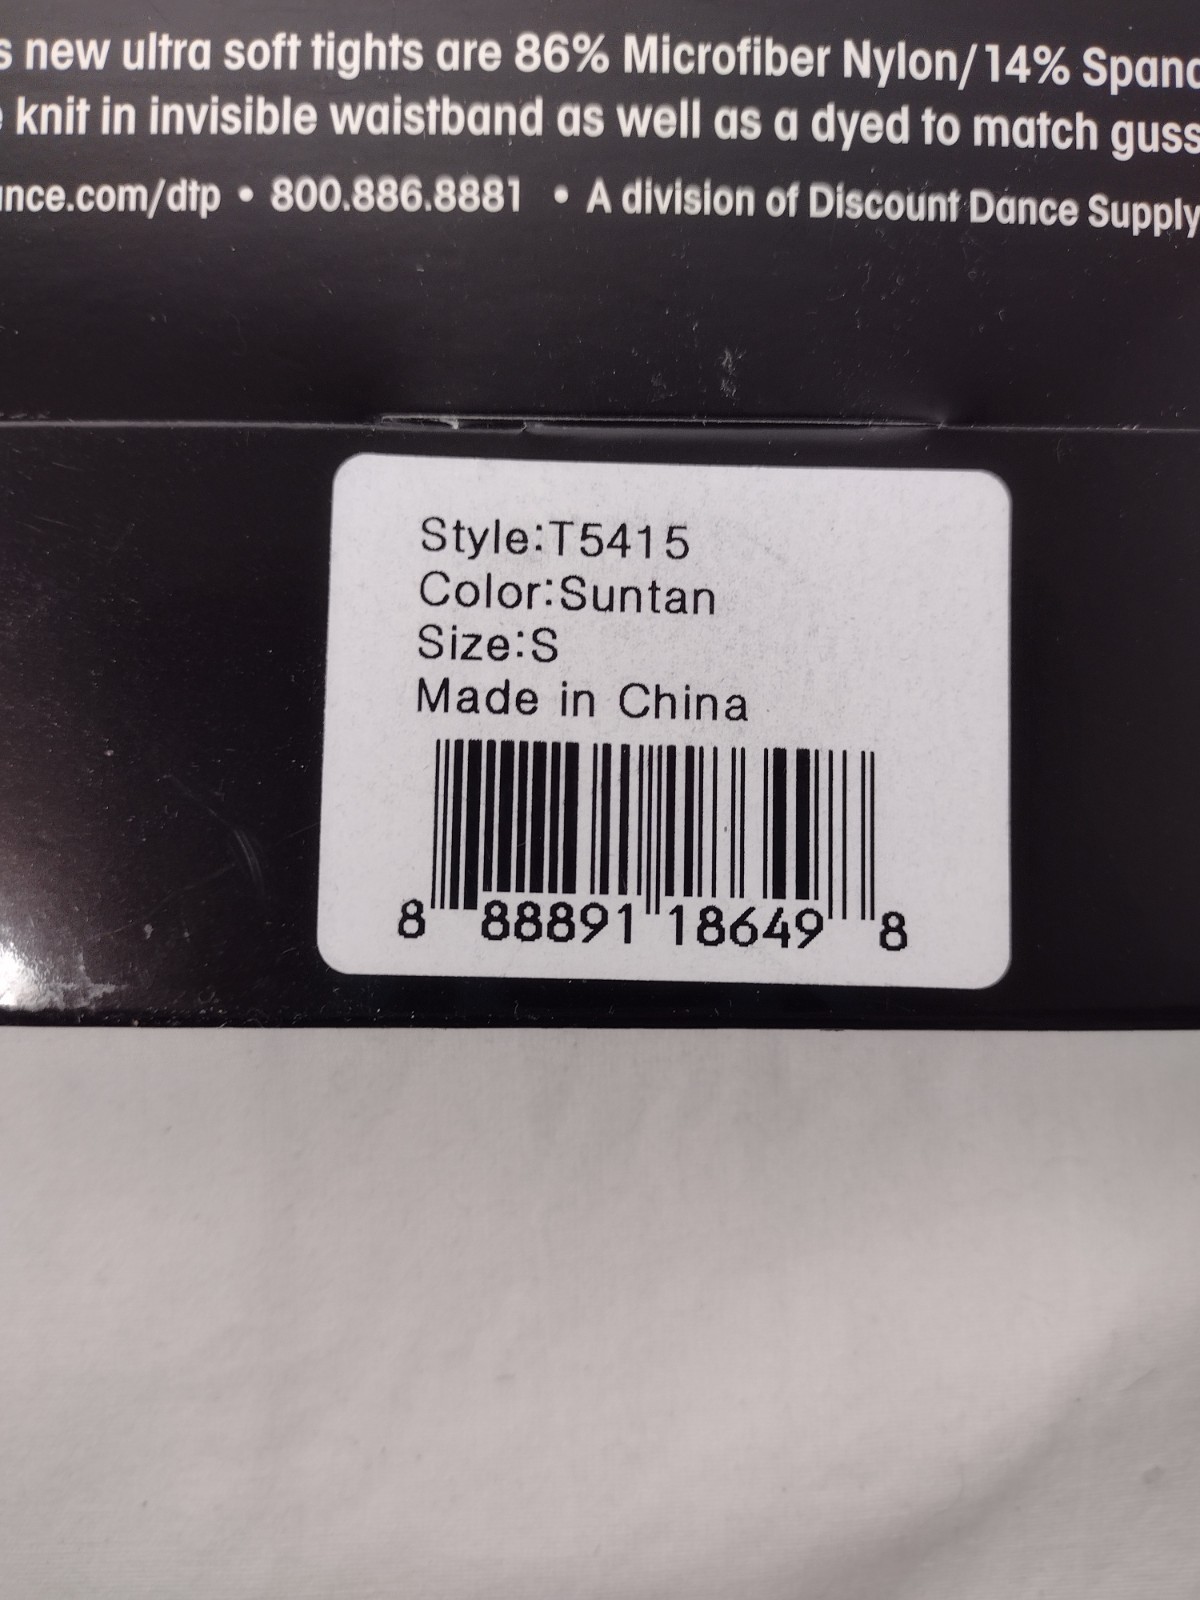 s new ultra soft tights are 86% Microfiber Nylon/14% Spand
knit in invisible waistband as well as a dyed to match guss
nce.com/dtp • 800.886.8881 • A division of Discount Dance Supply
Style:T5415
Color:Suntan
Size:S
Made in China
8 88891 18649 8